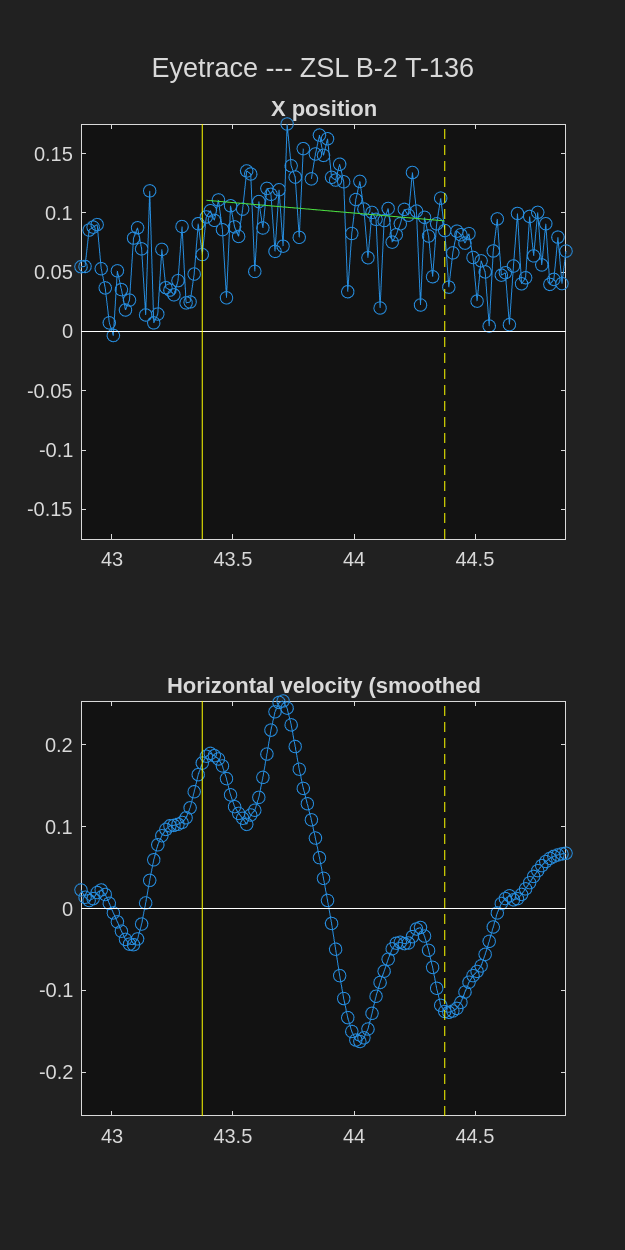 Eyetrace --- ZSL B-2 T-136
X position
0.15
0.1
0.05
0
-0.05
-0.1
-0.15
43 43.5 44 44.5
Horizontal velocity (smoothed
0.2
0.1
0
-0.1
-0.2
43 43.5 44 44.5